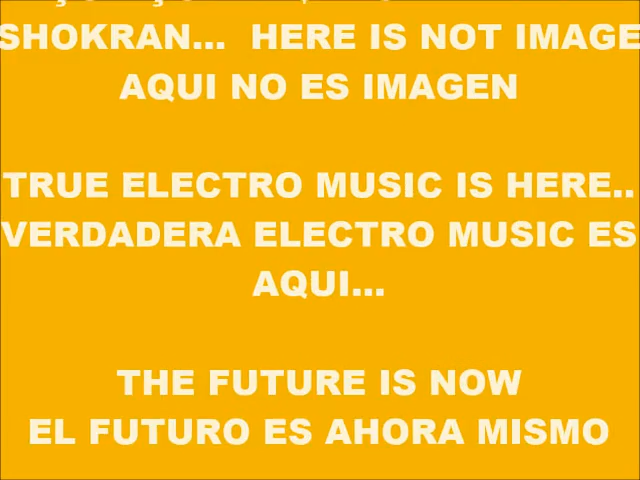 SHOKRAN... HERE IS NOT IMAGE
AQUI NO ES IMAGEN
TRUE ELECTRO MUSIC IS HERE..
VERDADERA ELECTRO MUSIC ES
AQUI...
THE FUTURE IS NOW
EL FUTURO ES AHORA MISMO